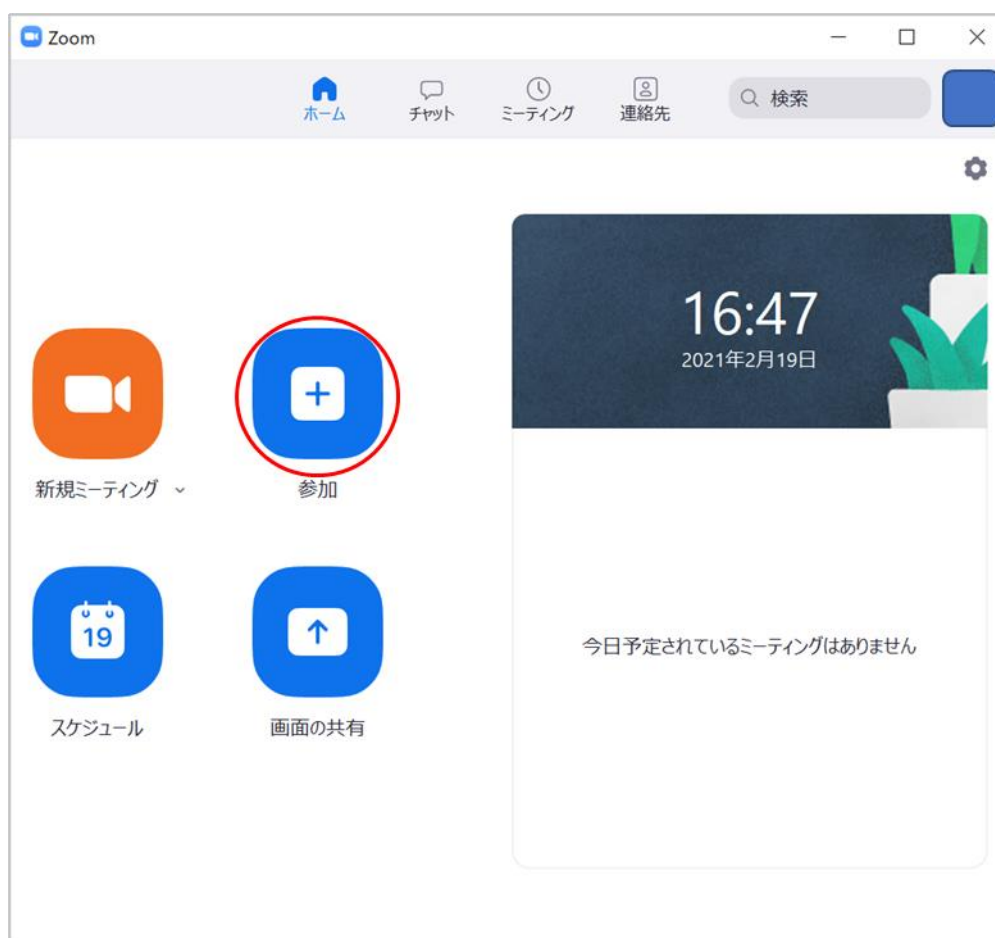 Zoom
ホーム
チャット
ミーティング
連絡先
検索
16:47
2021年2月19日
新規ミーティング
参加
19
スケジュール
画面の共有
今日予定されているミーティングはありません